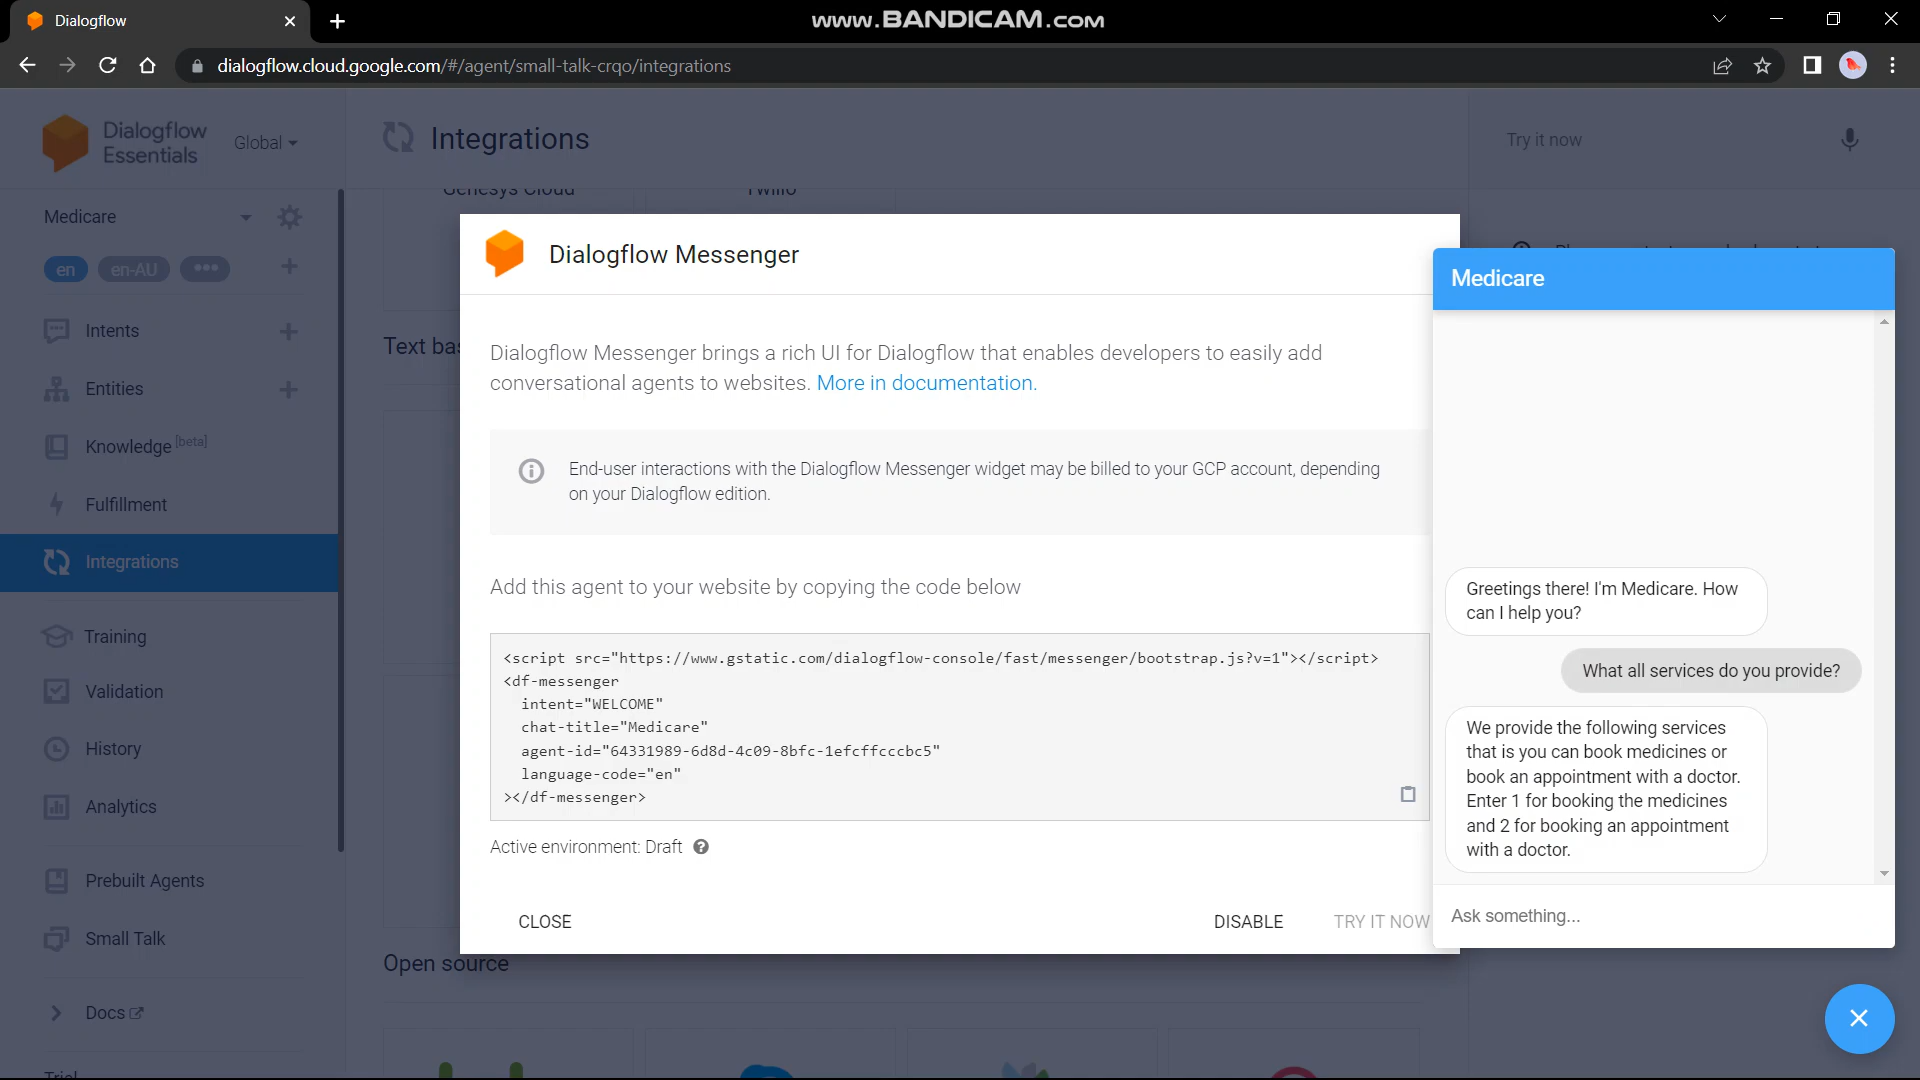 Dialogflow
www.BANDICAM.com
dialogflow.cloud.google.com/#/agent/small-talk-crqo/integrations
Dialogflow
Essentials
Global
Integrations
Try it now
Genesys Cloud
Twilio
Medicare
en
en-AU
•••
Intents
Entities
Knowledge [beta]
Fulfillment
Integrations
Training
Validation
History
Analytics
Prebuilt Agents
Small Talk
Docs
Trial
Text bas
Open source
Dialogflow Messenger
Dialogflow Messenger brings a rich UI for Dialogflow that enables developers to easily add
conversational agents to websites. More in documentation.
End-user interactions with the Dialogflow Messenger widget may be billed to your GCP account, depending
on your Dialogflow edition.
Add this agent to your website by copying the code below
<script src="https://www.gstatic.com/dialogflow-console/fast/messenger/bootstrap.js?v=1"></script>
<df-messenger
intent="WELCOME"
chat-title="Medicare"
agent-id="64331989-6d8d-4c09-8bfc-1efcffcccbc5"
language-code="en"
></df-messenger>
Active environment: Draft
CLOSE
DISABLE
TRY IT NOW
Medicare
Greetings there! I'm Medicare. How
can I help you?
What all services do you provide?
We provide the following services
that is you can book medicines or
book an appointment with a doctor.
Enter 1 for booking the medicines
and 2 for booking an appointment
with a doctor.
Ask something...